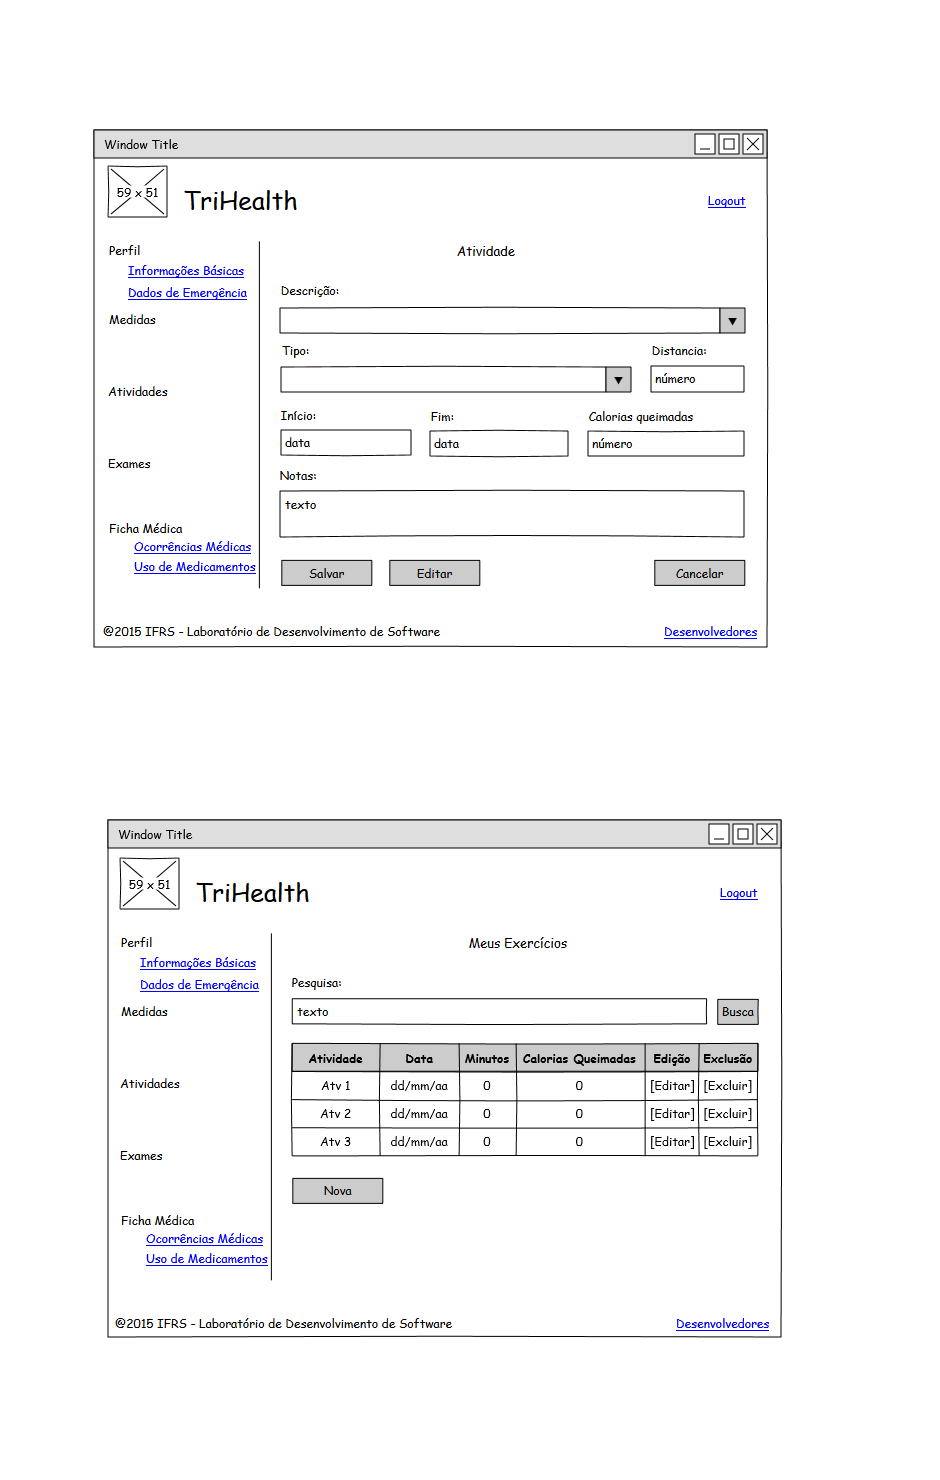 Window Title
59 x 51
TriHealth
Logout
Perfil
Informações Básicas
Dados de Emergência
Medidas
Atividades
Exames
Ficha Médica
Ocorrências Médicas
Uso de Medicamentos
Atividade
Descrição:
Tipo: Distancia:
número
Início: Fim: Calorias queimadas
data data número
Notas:
texto
Salvar Editar Cancelar
@2015 IFRS - Laboratório de Desenvolvimento de Software Desenvolvedores
Window Title
59 x 51
TriHealth
Logout
Perfil
Informações Básicas
Dados de Emergência
Medidas
Atividades
Exames
Ficha Médica
Ocorrências Médicas
Uso de Medicamentos
Meus Exercícios
Pesquisa:
texto Busca
Atividade Data Minutos Calorias Queimadas Edição Exclusão
Atv 1 dd/mm/aa 0 0 [Editar] [Excluir]
Atv 2 dd/mm/aa 0 0 [Editar] [Excluir]
Atv 3 dd/mm/aa 0 0 [Editar] [Excluir]
Nova
@2015 IFRS - Laboratório de Desenvolvimento de Software Desenvolvedores